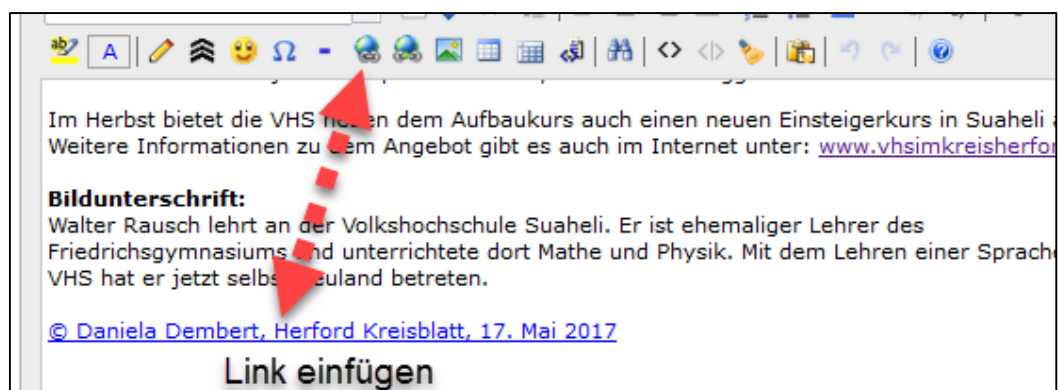 Im Herbst bietet die VHS neben dem Aufbaukurs auch einen neuen Einsteigerkurs in Suaheli
Weitere Informationen zu dem Angebot gibt es auch im Internet unter: www.vhsimkreisherfor
Bildunterschrift:
Walter Rausch lehrt an der Volkshochschule Suaheli. Er ist ehemaliger Lehrer des
Friedrichsgymnasiums und unterrichtete dort Mathe und Physik. Mit dem Lehren einer Sprache
VHS hat er jetzt selbst Neuland betreten.
© Daniela Dembert, Herford Kreisblatt, 17. Mai 2017
Link einfügen